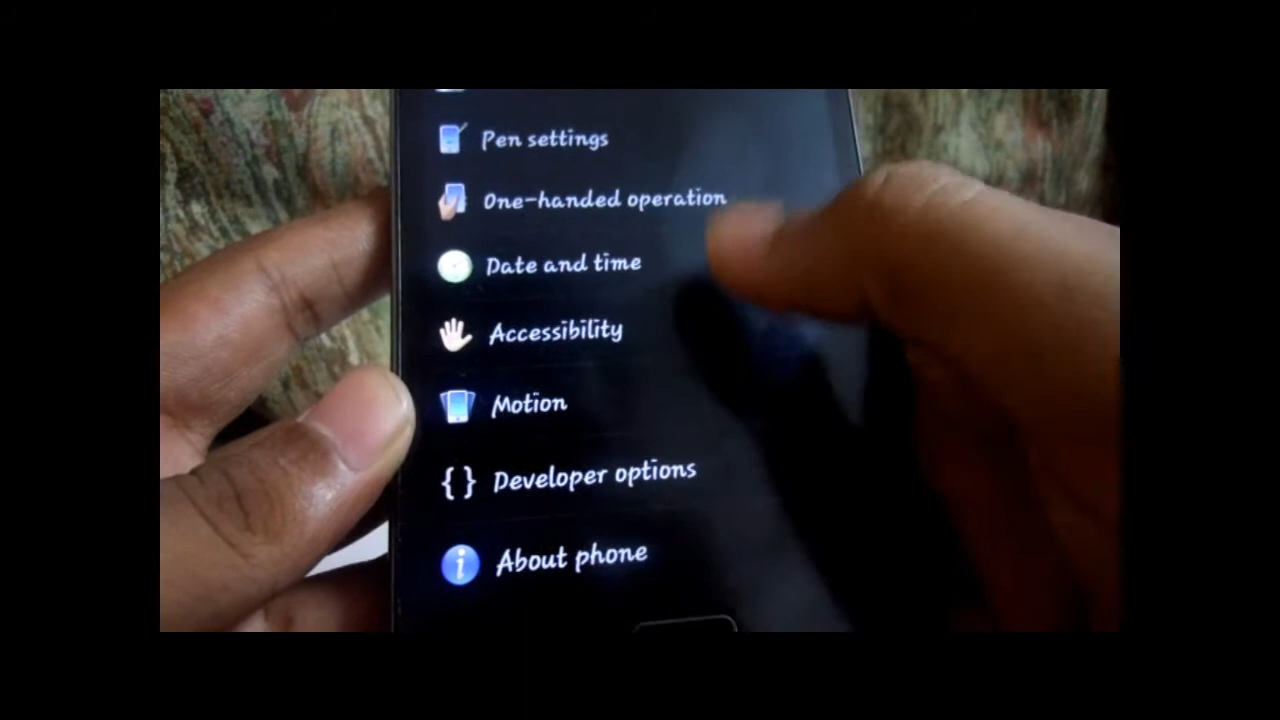 Pen settings
One-handed operation
Date and time
Accessibility
Motion
{ } Developer options
About phone